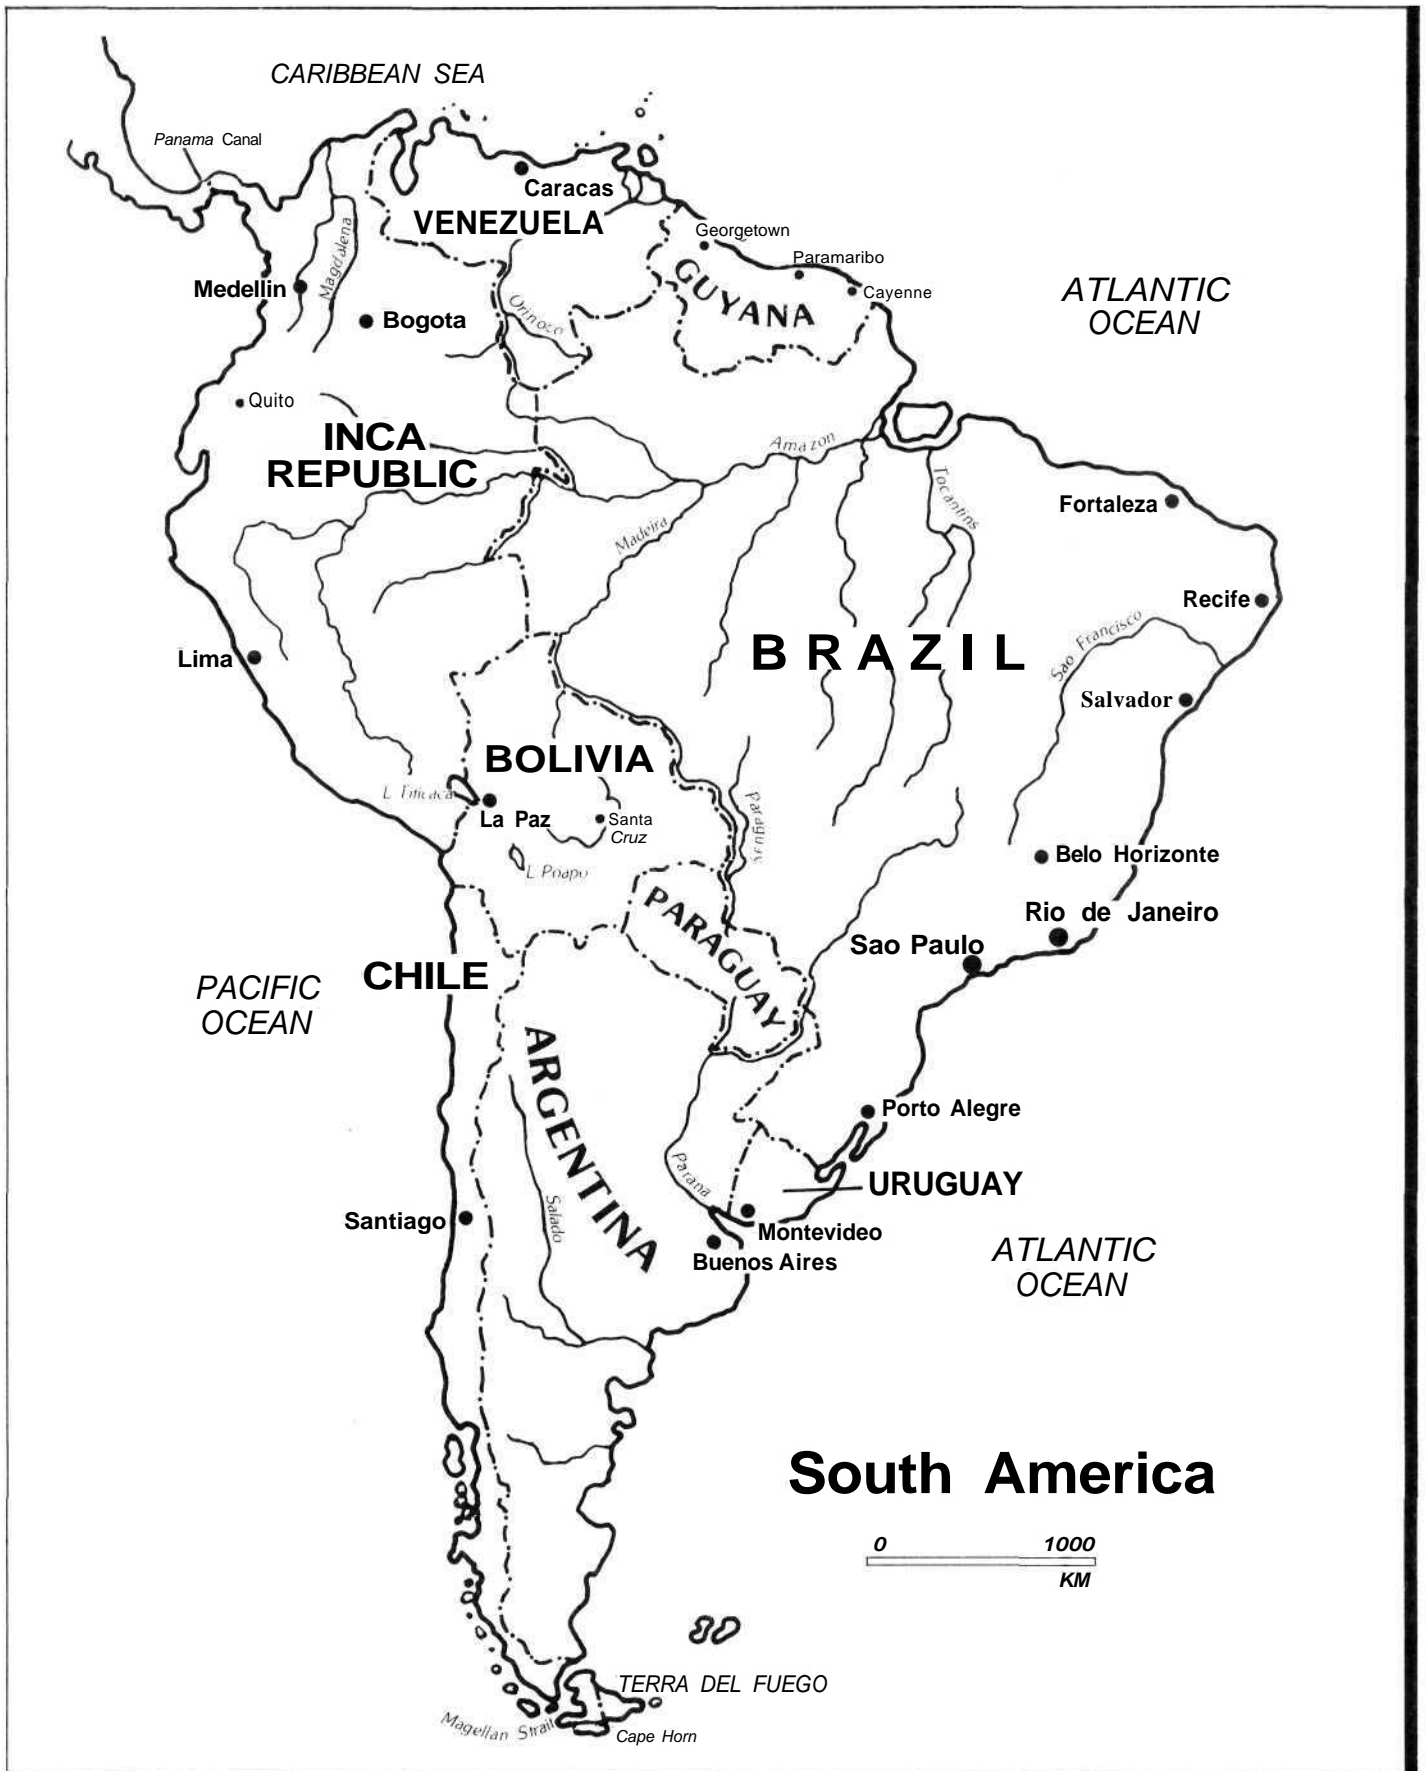 CARIBBEAN SEA
Panama Canal
Caracas
VENEZUELA
Georgetown
Paramaribo
Cayenne
GUYANA
ATLANTIC
OCEAN
Magdalena
Medellin
Bogota
Orinoco
Quito
INCA
REPUBLIC
Amazon
Tocantins
Fortaleza
Madeira
Recife
Sao Francisco
BRAZIL
Lima
Salvador
BOLIVIA
L Titicaca
La Paz
Santa
Cruz
Paraguay
L Poapo
Belo Horizonte
PARAGUAY
Rio de Janeiro
Sao Paulo
CHILE
PACIFIC
OCEAN
ARGENTINA
Porto Alegre
Parana
URUGUAY
Salado
Santiago
Montevideo
Buenos Aires
ATLANTIC
OCEAN
South America
0 1000
KM
TERRA DEL FUEGO
Magellan Strait
Cape Horn